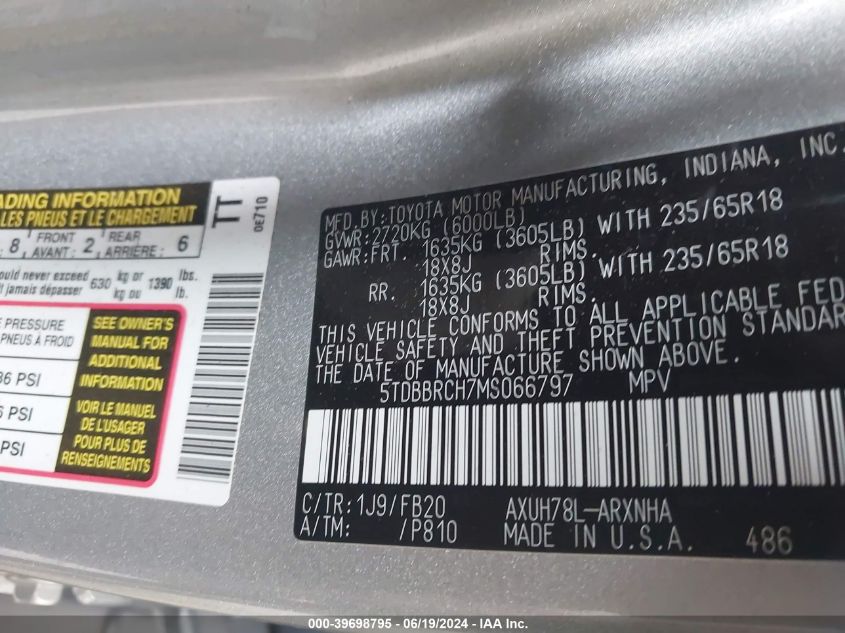 ADING INFORMATION
LES PNEUS ET LE CHARGEMENT
8, FRONT 2 REAR 6
AVANT: ARRIÈRE:
ould never exceed 630 kg or 1390 lbs.
it jamais dépasser kg ou lb.
PRESSURE
PNEUS À FROID
36 PSI
PSI
PSI
SEE OWNER'S
MANUAL FOR
ADDITIONAL
INFORMATION
VOIR LE MANUEL
DE L'USAGER
POUR PLUS DE
RENSEIGNEMENTS
TT
0E710
MFD. BY: TOYOTA MOTOR MANUFACTURING, INDIANA, INC.
GVWR: 2720KG (6000LB)
GAWR: FRT. 1635KG (3605LB) WITH 235/65R18
18X8J RIMS.
RR. 1635KG (3605LB) WITH 235/65R18
18X8J RIMS.
THIS VEHICLE CONFORMS TO ALL APPLICABLE FED
VEHICLE SAFETY AND THEFT PREVENTION STANDAR
THE DATE OF MANUFACTURE SHOWN ABOVE.
5TDBBRCH7MS066797 MPV
C/TR: 1J9/FB20 AXUH78L-ARXNHA
A/TM: /P810 MADE IN U.S.A. 486
000-39698795 - 06/19/2024 - IAA Inc.